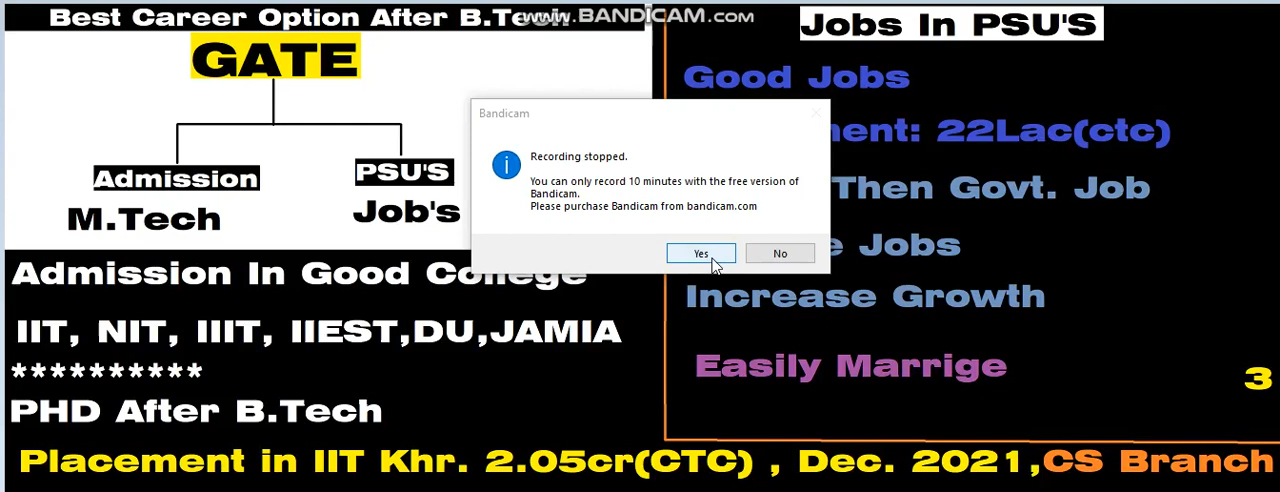 Best Career Option After B.Tech
www.BANDICAM.com
GATE
Admission
M.Tech
PSU'S
Job's
Admission In Good College
IIT, NIT, IIIT, IIEST,DU,JAMIA
**********
PHD After B.Tech
Jobs In PSU'S
Good Jobs
22Lac(ctc)
Then Govt. Job
Jobs
Increase Growth
Easily Marrige
3
Placement in IIT Khr. 2.05cr(CTC) , Dec. 2021,CS Branch
Bandicam
Recording stopped.
You can only record 10 minutes with the free version of
Bandicam.
Please purchase Bandicam from bandicam.com
Yes
No